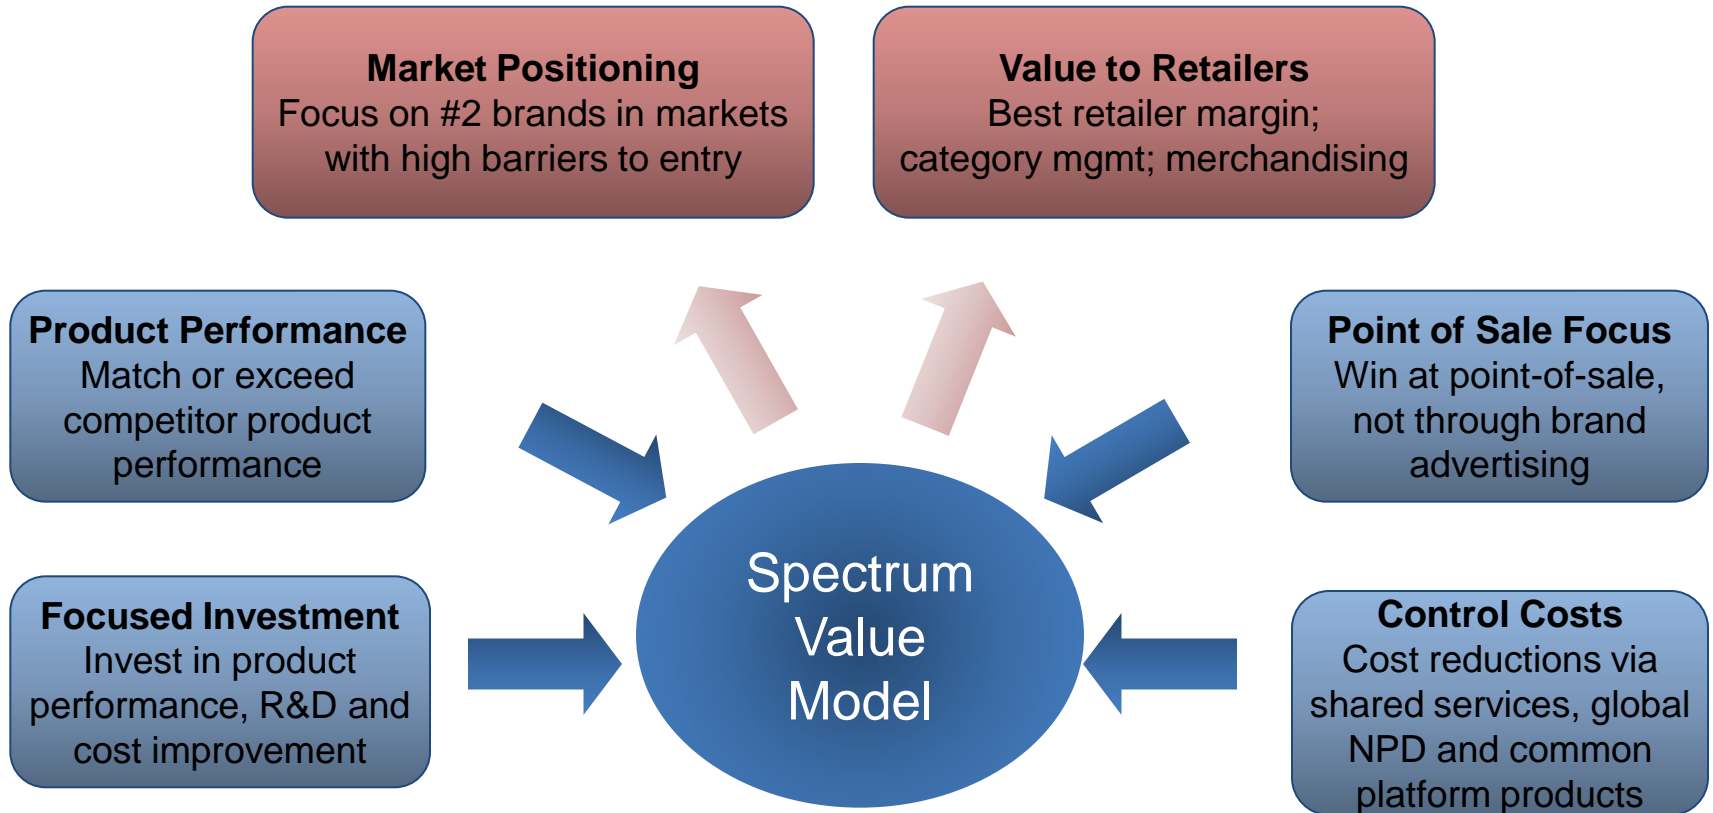 Market Positioning
Focus on #2 brands in markets
with high barriers to entry
Value to Retailers
Best retailer margin;
category mgmt; merchandising
Product Performance
Match or exceed
competitor product
performance
Point of Sale Focus
Win at point-of-sale,
not through brand
advertising
Focused Investment
Invest in product
performance, R&D and
cost improvement
Spectrum
Value
Model
Control Costs
Cost reductions via
shared services, global
NPD and common
platform products